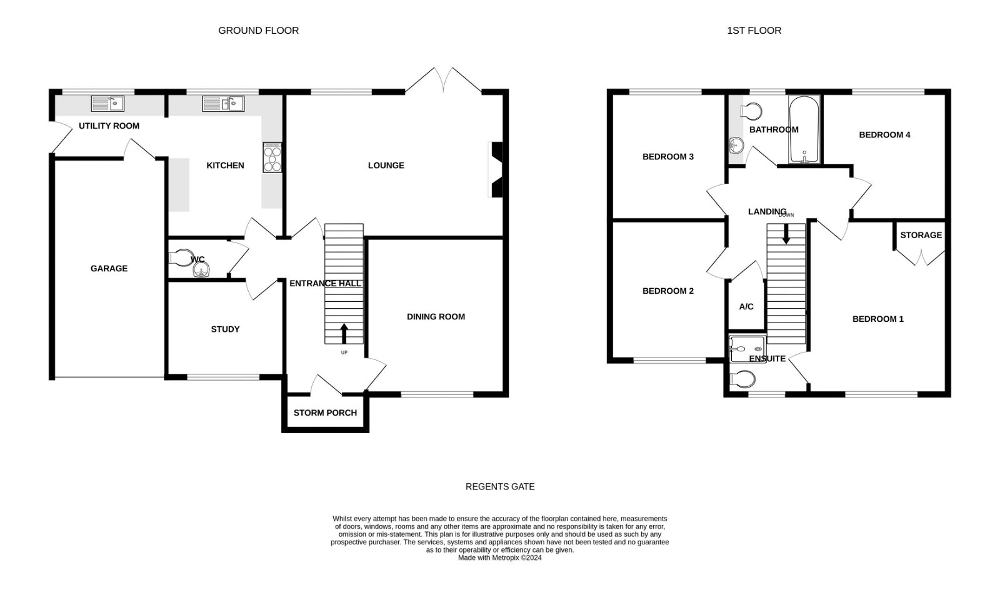 GROUND FLOOR
UTILITY ROOM
KITCHEN
LOUNGE
WC
GARAGE
ENTRANCE HALL
DINING ROOM
STUDY
UP
STORM PORCH
1ST FLOOR
BATHROOM
BEDROOM 4
BEDROOM 3
LANDING
DOWN
STORAGE
BEDROOM 2
A/C
BEDROOM 1
ENSUITE
REGENTS GATE
Whilst every attempt has been made to ensure the accuracy of the floorplan contained here, measurements
of doors, windows, rooms and any other items are approximate and no responsibility is taken for any error,
omission or mis-statement. This plan is for illustrative purposes only and should be used as such by any
prospective purchaser. The services, systems and appliances shown have not been tested and no guarantee
as to their operability or efficiency can be given.
Made with Metropix ©2024